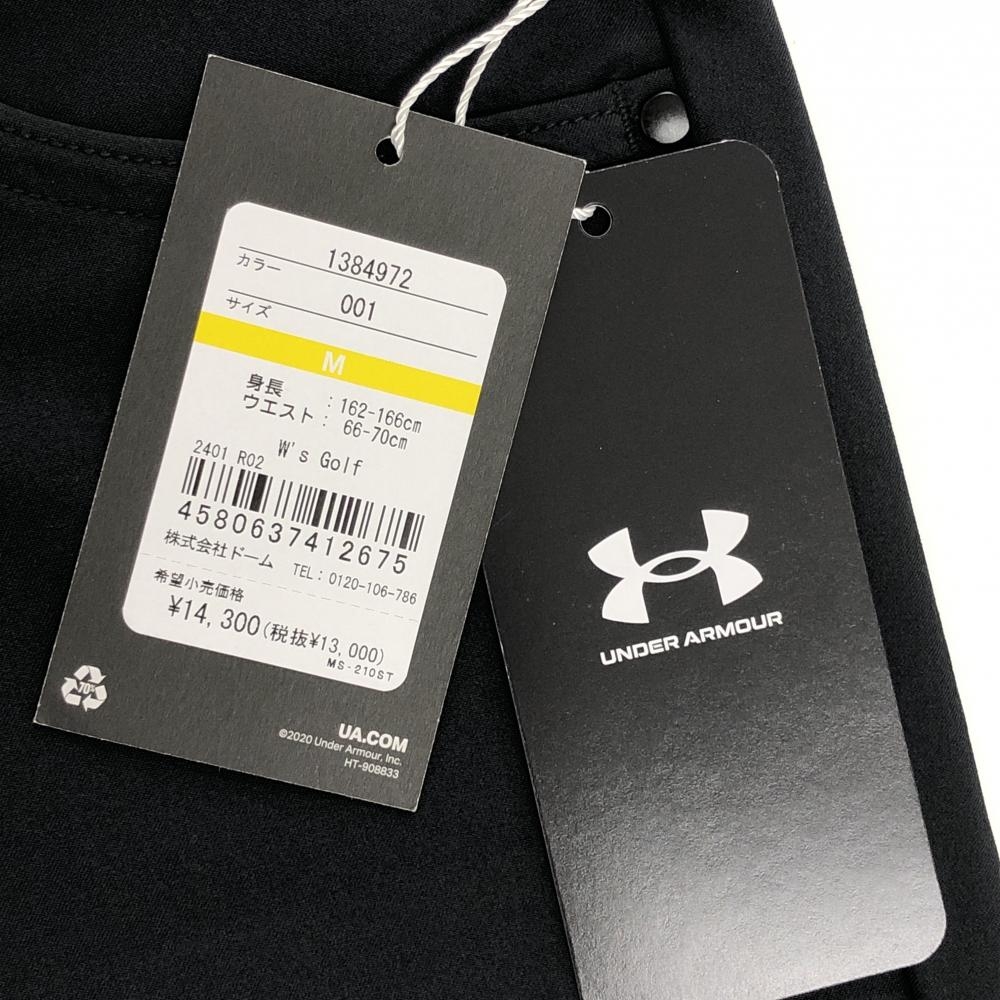 1384972
カラー 001
サイズ
M
身長 : 162-166cm
ウエスト : 66-70cm
W's Golf
2401 R02
4580637412675
株式会社ドーム TEL : 0120-106-786
希望小売価格
¥14,300(税抜¥13,000)
MS-210ST
70%
UA.COM
©2020 Under Armour, Inc.
HT-908833
UNDER ARMOUR